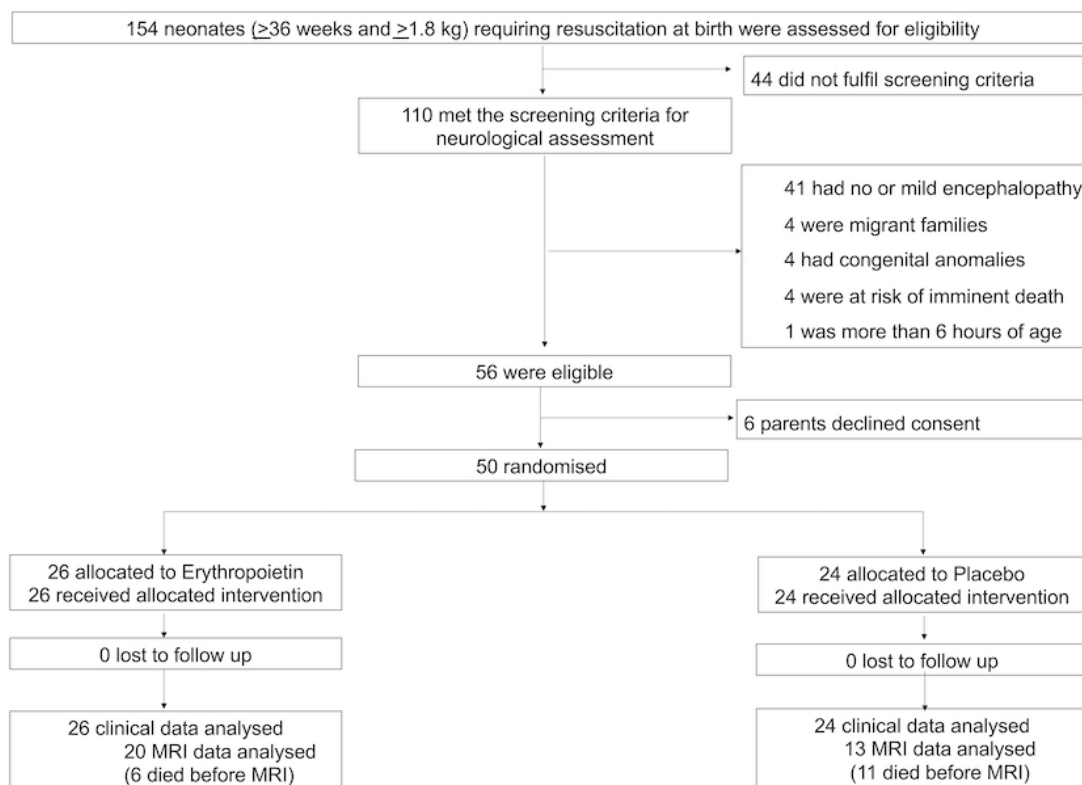 154 neonates (≥36 weeks and ≥1.8 kg) requiring resuscitation at birth were assessed for eligibility
44 did not fulfil screening criteria
110 met the screening criteria for
neurological assessment
41 had no or mild encephalopathy
4 were migrant families
4 had congenital anomalies
4 were at risk of imminent death
1 was more than 6 hours of age
56 were eligible
6 parents declined consent
50 randomised
26 allocated to Erythropoietin
26 received allocated intervention
24 allocated to Placebo
24 received allocated intervention
0 lost to follow up
0 lost to follow up
26 clinical data analysed
20 MRI data analysed
(6 died before MRI)
24 clinical data analysed
13 MRI data analysed
(11 died before MRI)